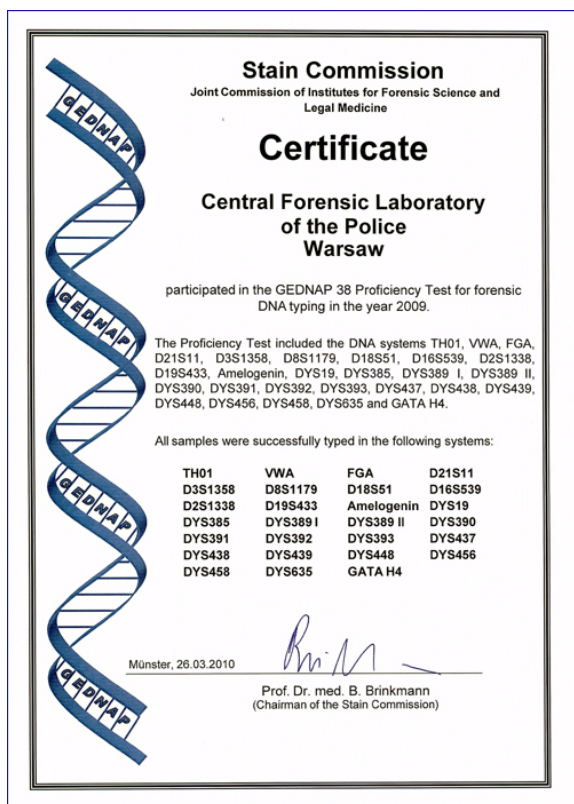 Stain Commission
Joint Commission of Institutes for Forensic Science and
Legal Medicine
Certificate
Central Forensic Laboratory
of the Police
Warsaw
participated in the GEDNAP 38 Proficiency Test for forensic
DNA typing in the year 2009.
The Proficiency Test included the DNA systems TH01, VWA, FGA,
D21S11, D3S1358, D8S1179, D18S51, D16S539, D2S1338,
D19S433, Amelogenin, DYS19, DYS385, DYS389 I, DYS389 II,
DYS390, DYS391, DYS392, DYS393, DYS437, DYS438, DYS439,
DYS448, DYS456, DYS458, DYS635 and GATA H4.
All samples were successfully typed in the following systems:
TH01 VWA FGA D21S11
D3S1358 D8S1179 D18S51 D16S539
D2S1338 D19S433 Amelogenin DYS19
DYS385 DYS389 I DYS389 II DYS390
DYS391 DYS392 DYS393 DYS437
DYS438 DYS439 DYS448 DYS456
DYS458 DYS635 GATA H4
Münster, 26.03.2010
Prof. Dr. med. B. Brinkmann
(Chairman of the Stain Commission)
GEDNAP
GEDNAP
GEDNAP
GEDNAP